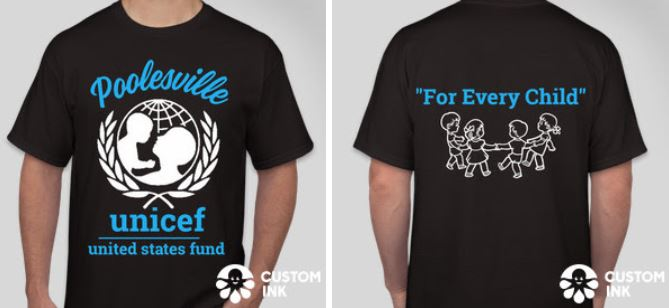 Poolesville
unicef
united states fund
CUSTOM
INK
"For Every Child"
CUSTOM
INK